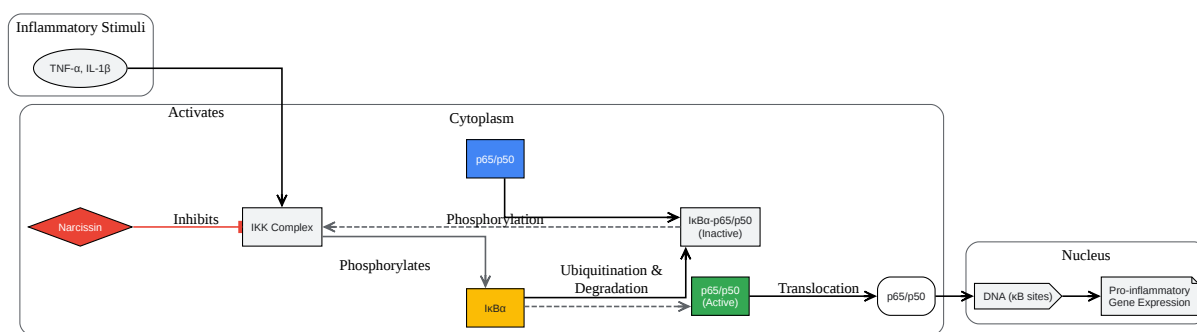 Inflammatory Stimuli
TNF-α, IL-1β
Activates
Cytoplasm
p65/p50
Narcissin
Inhibits
IKK Complex
Phosphorylation
IκBα-p65/p50
(Inactive)
Phosphorylates
Ubiquitination &
Degradation
IκBα
p65/p50
(Active)
Translocation
p65/p50
Nucleus
DNA (κB sites)
Pro-inflammatory
Gene Expression